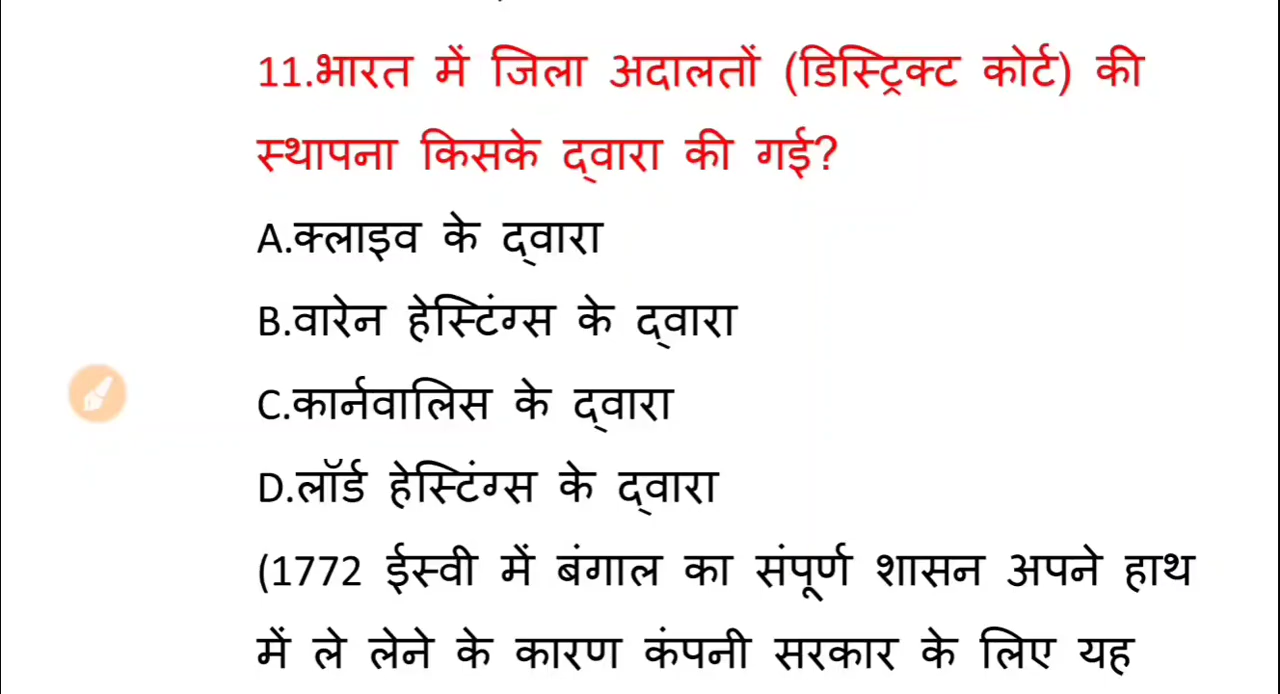 11.भारत में जिला अदालतों (डिस्ट्रिक्ट कोर्ट) की
स्थापना किसके द्वारा की गई?
A.क्लाइव के द्वारा
B.वारेन हेस्टिंग्स के द्वारा
C.कार्नवालिस के द्वारा
D.लॉर्ड हेस्टिंग्स के द्वारा
(1772 ईस्वी में बंगाल का संपूर्ण शासन अपने हाथ
में ले लेने के कारण कंपनी सरकार के लिए यह